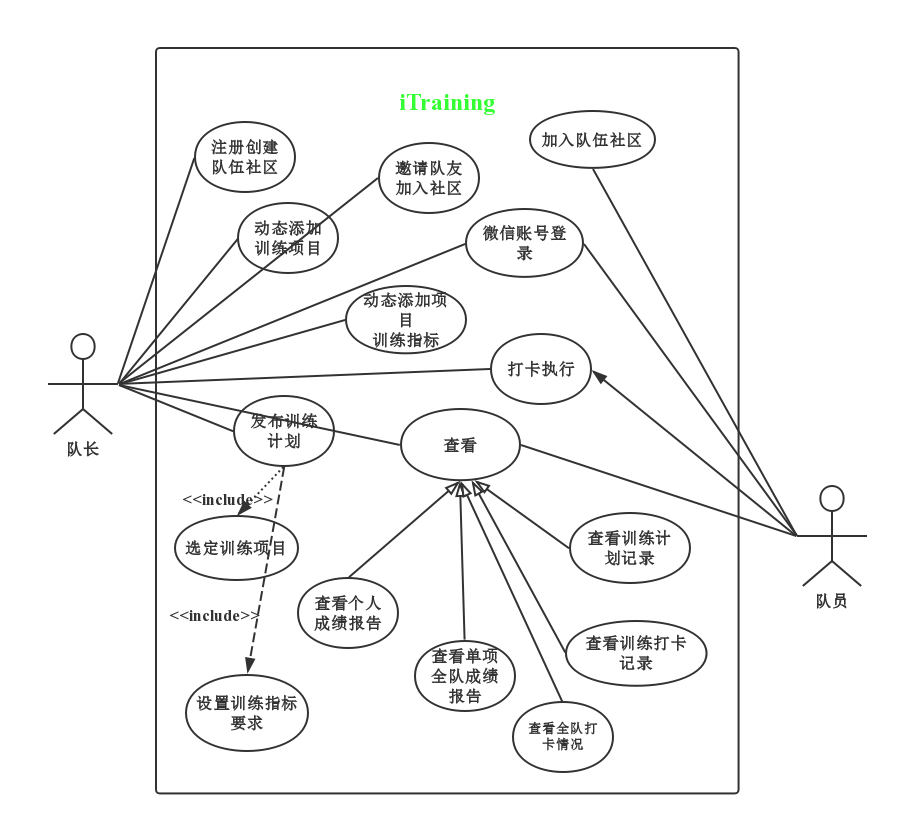 iTraining
注册创建
队伍社区
加入队伍社区
邀请队友
加入社区
动态添加
训练项目
微信账号登
录
动态添加项
目
训练指标
打卡执行
队长
发布训练
计划
查看
<<include>>
选定训练项目
查看训练计
划记录
队员
查看个人
成绩报告
<<include>>
查看单项
全队成绩
报告
查看训练打卡
记录
设置训练指标
要求
查看全队打
卡情况